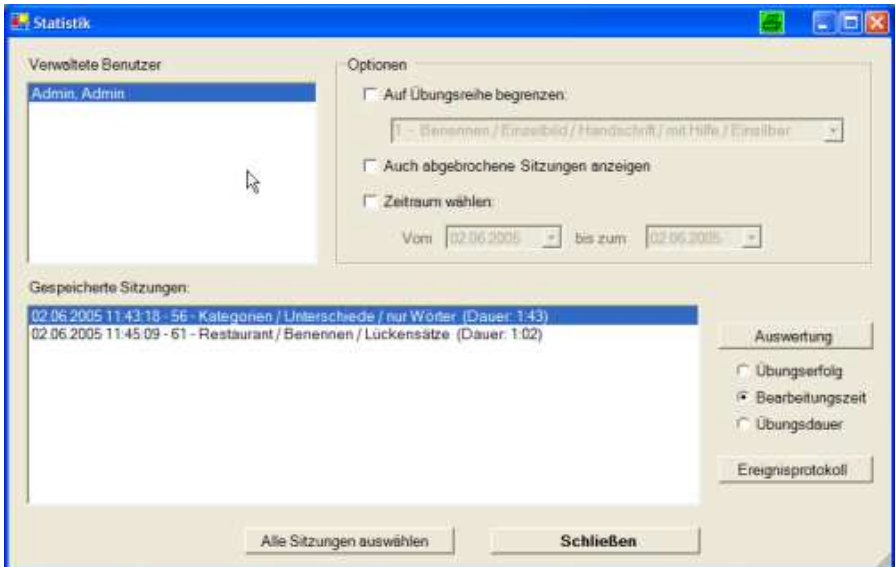 Statistik
Verwaltete Benutzer
Admin, Admin
Optionen
Auf Übungsreihe begrenzen:
1 - Benennen / Einzelbild / Handschrift / mit Hilfe / Einsilber
Auch abgebrochene Sitzungen anzeigen
Zeitraum wählen:
Vom 02.06.2005 bis zum 02.06.2005
Gespeicherte Sitzungen:
02.06.2005 11:43:18 - 56 - Kategorien / Unterschiede / nur Wörter (Dauer: 1:43)
02.06.2005 11:45:09 - 61 - Restaurant / Benennen / Lückensätze (Dauer: 1:02)
Auswertung
Übungserfolg
Bearbeitungszeit
Übungsdauer
Ereignisprotokoll
Alle Sitzungen auswählen
Schließen